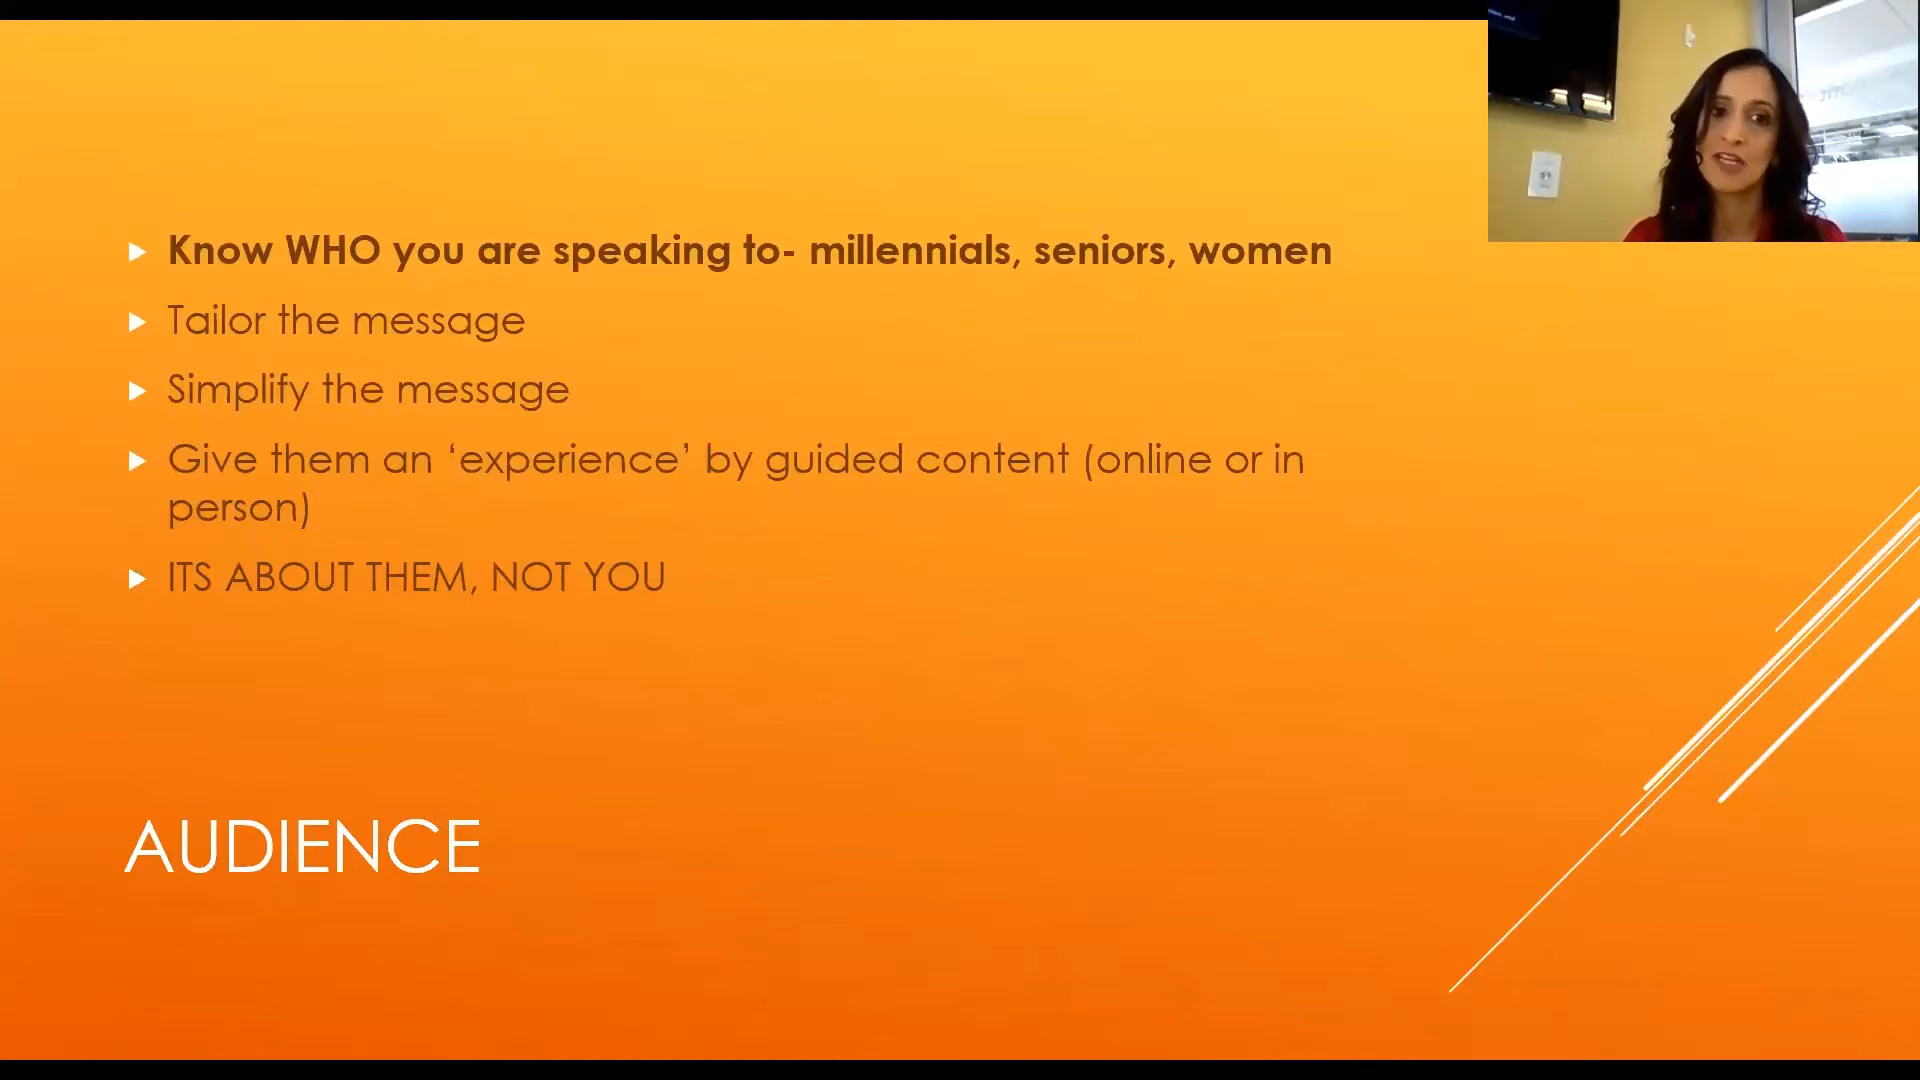 Know WHO you are speaking to- millennials, seniors, women
Tailor the message
Simplify the message
Give them an ‘experience’ by guided content (online or in
person)
ITS ABOUT THEM, NOT YOU
AUDIENCE